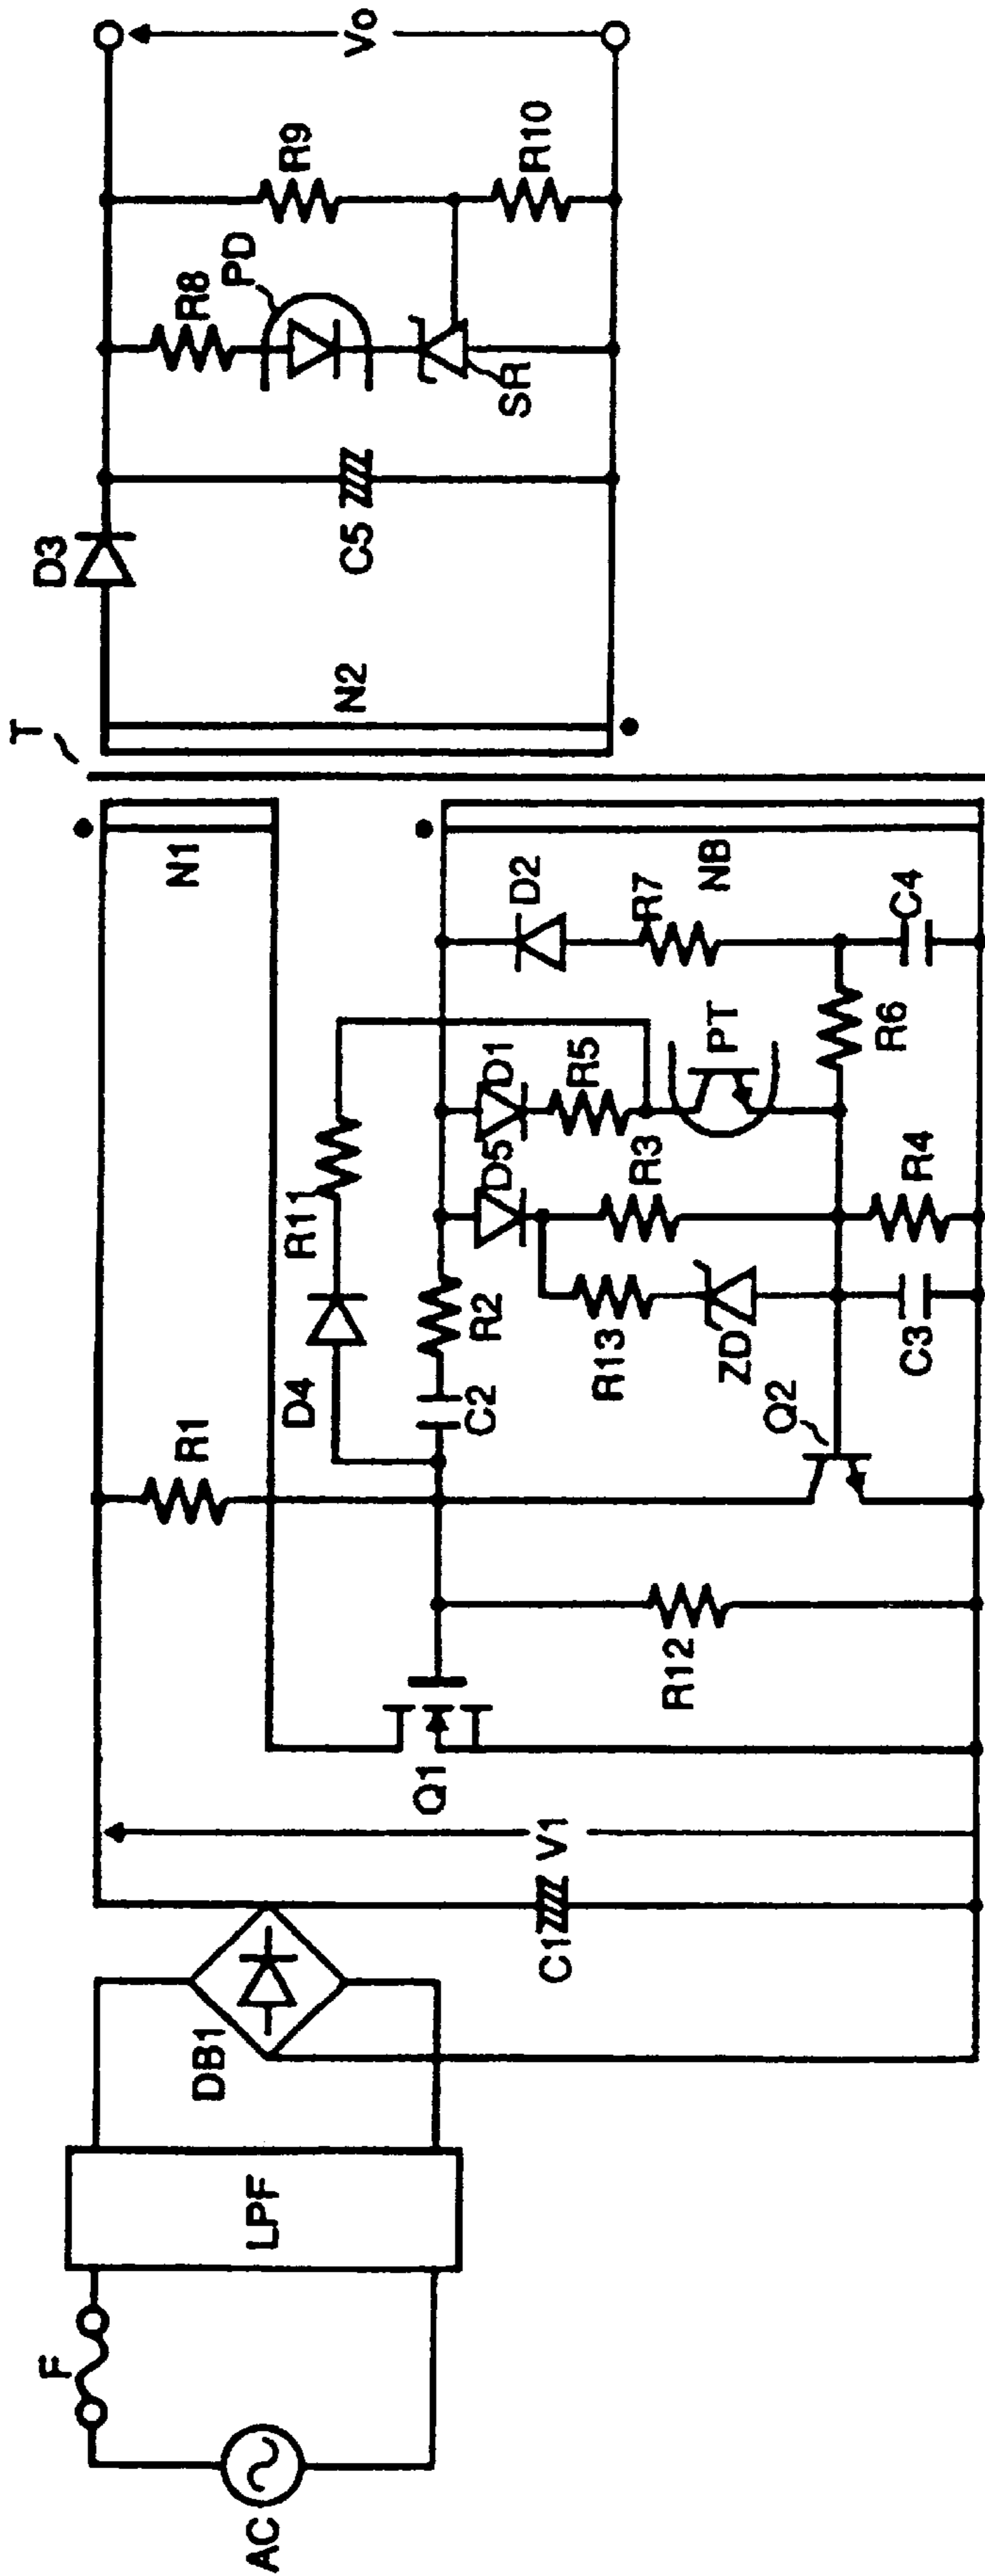 AC
F
LPF
DB1
C1
V1
Q1
R12
R1
D4
R11
C2
R2
Q2
R13
ZD
C3
D5
R3
R4
D1
R5
PT
R6
D2
R7
C4
N1
NB
T
N2
D3
C5
R8
PD
SR
R9
R10
Vo